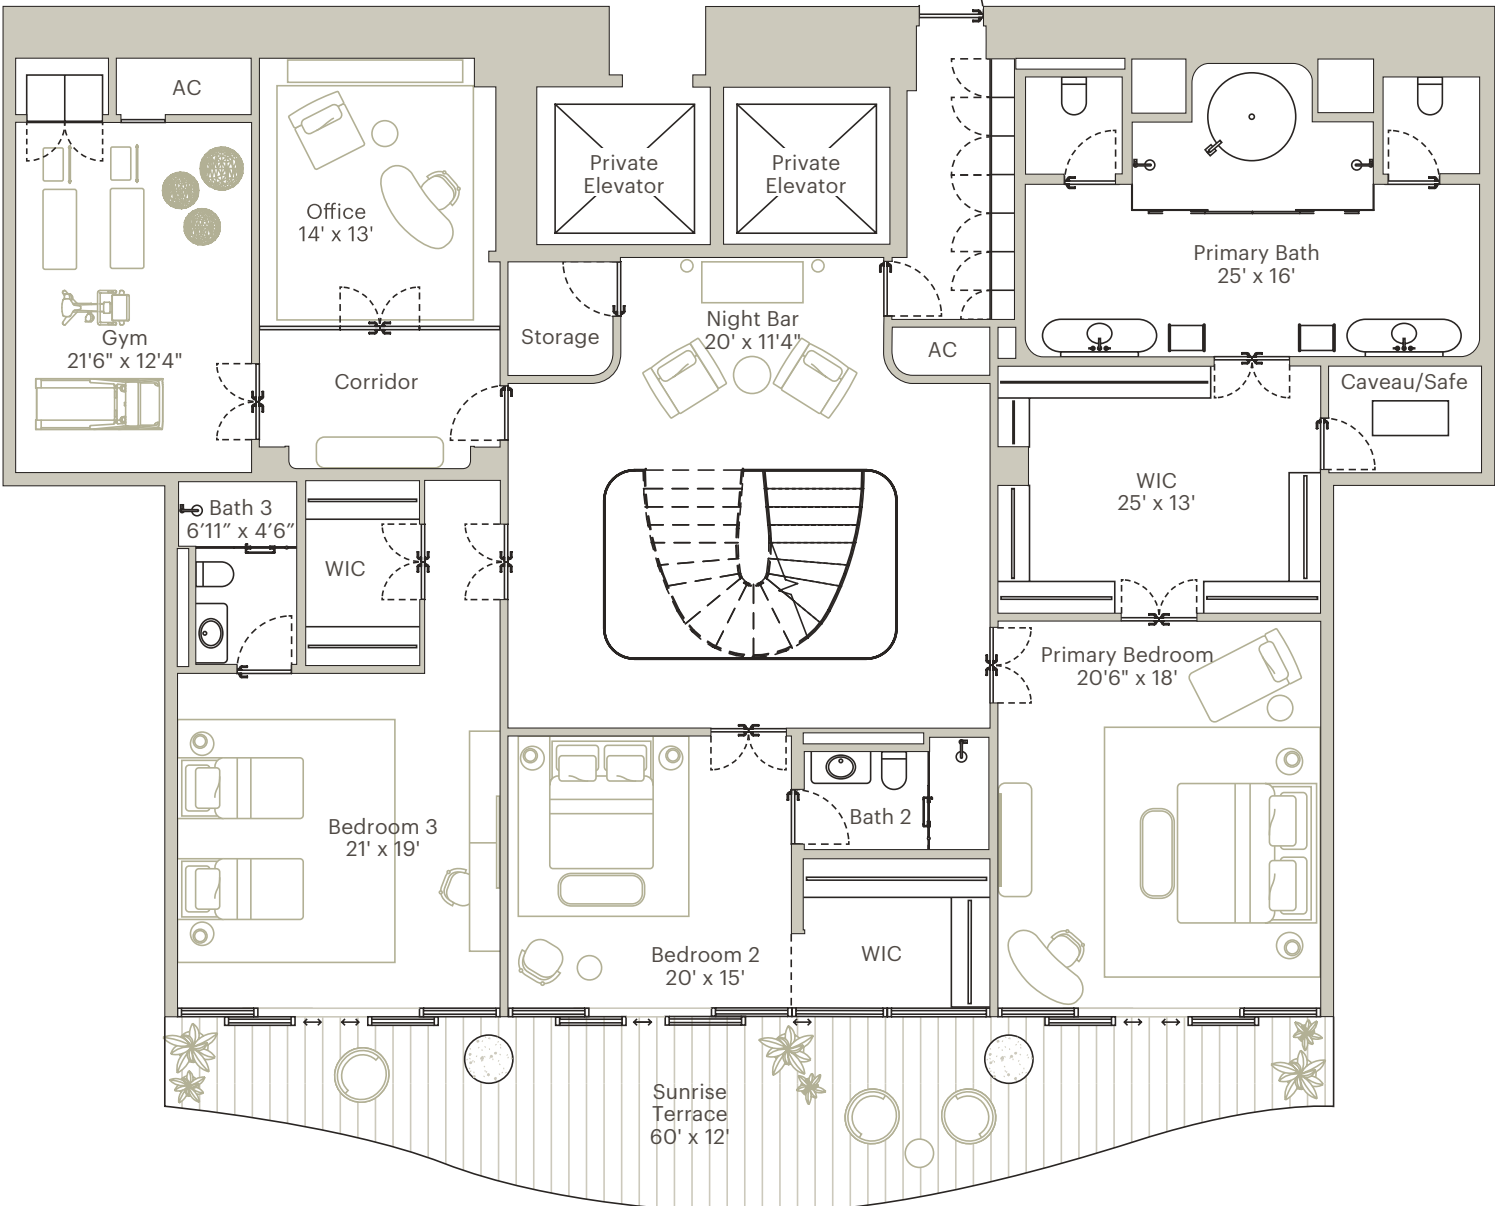 AC
Private
Elevator
Private
Elevator
Office
14' x 13'
Primary Bath
25' x 16'
Gym
21'6" x 12'4"
Storage
Night Bar
20' x 11'4"
AC
Corridor
Caveau/Safe
WIC
25' x 13'
Bath 3
6’11” x 4’6”
WIC
Primary Bedroom
20'6" x 18'
Bedroom 3
21' x 19'
Bath 2
Bedroom 2
20' x 15'
WIC
Sunrise
Terrace
60' x 12'